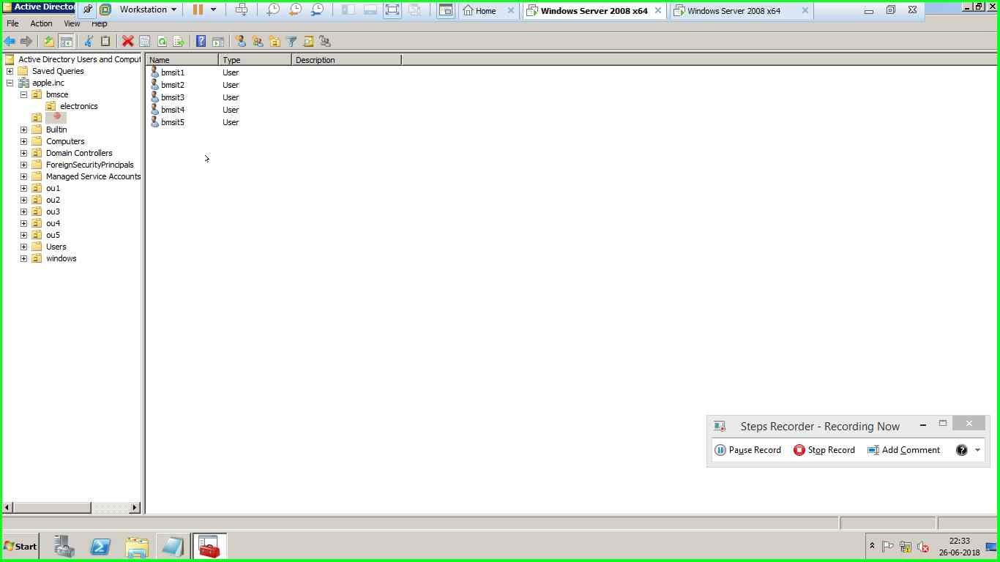 Active Director
Workstation
Home
Windows Server 2008 x64
Windows Server 2008 x64
File Action View Help
Active Directory Users and Comput
Saved Queries
apple.inc
bmsce
electronics
Builtin
Computers
Domain Controllers
ForeignSecurityPrincipals
Managed Service Accounts
ou1
ou2
ou3
ou4
ou5
Users
windows
Name Type Description
bmsit1 User
bmsit2 User
bmsit3 User
bmsit4 User
bmsit5 User
Steps Recorder - Recording Now
Pause Record Stop Record Add Comment
Start
22:33
26-06-2018